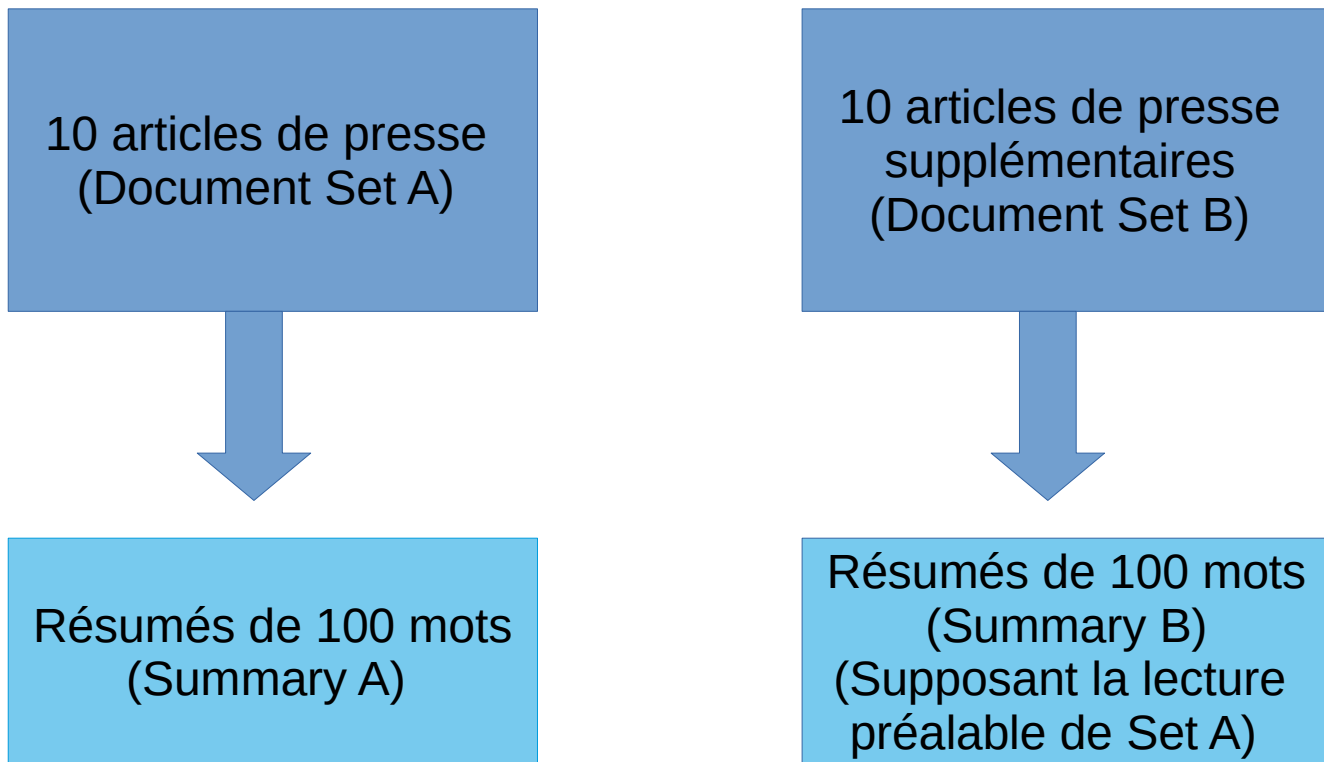 10 articles de presse
(Document Set A)
10 articles de presse
supplémentaires
(Document Set B)
Résumés de 100 mots
(Summary A)
Résumés de 100 mots
(Summary B)
(Supposant la lecture
préalable de Set A)